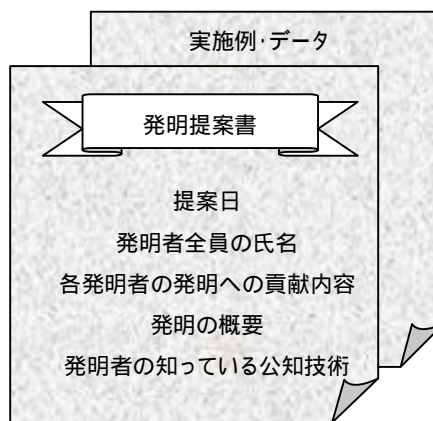 実施例・データ
発明提案書
提案日
発明者全員の氏名
各発明者の発明への貢献内容
発明の概要
発明者の知っている公知技術